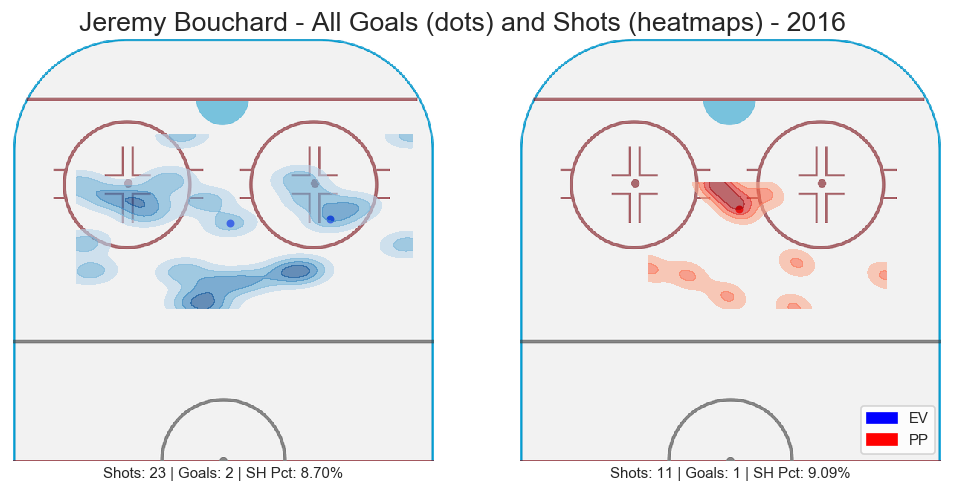 Jeremy Bouchard - All Goals (dots) and Shots (heatmaps) - 2016
EV
PP
Shots: 23 | Goals: 2 | SH Pct: 8.70%
Shots: 11 | Goals: 1 | SH Pct: 9.09%